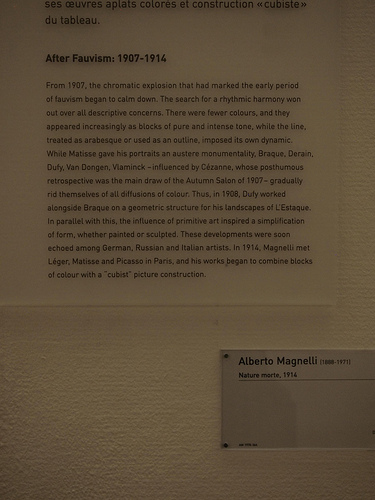 ses œuvres aplats colorés et construction «cubiste»
du tableau.
After Fauvism: 1907-1914
From 1907, the chromatic explosion that had marked the early period
of fauvism began to calm down. The search for a rhythmic harmony won
out over all descriptive concerns. There were fewer colours, and they
appeared increasingly as blocks of pure and intense tone, while the line,
treated as arabesque or used as an outline, imposed its own dynamic.
While Matisse gave his portraits an austere monumentality, Braque, Derain,
Dufy, Van Dongen, Vlaminck – influenced by Cézanne, whose posthumous
retrospective was the main draw of the Autumn Salon of 1907 – gradually
rid themselves of all diffusions of colour. Thus, in 1908, Dufy worked
alongside Braque on a geometric structure for his landscapes of L'Estaque.
In parallel with this, the influence of primitive art inspired a simplification
of form, whether painted or sculpted. These developments were soon
echoed among German, Russian and Italian artists. In 1914, Magnelli met
Léger, Matisse and Picasso in Paris, and his works began to combine blocks
of colour with a "cubist" picture construction.
Alberto Magnelli (1888-1971)
Nature morte, 1914